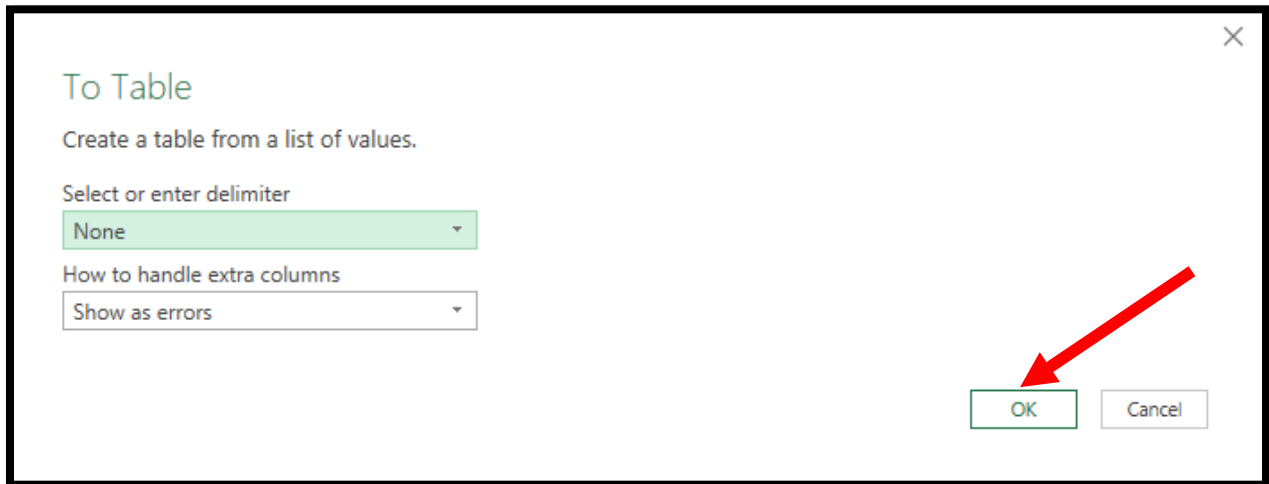 To Table
Create a table from a list of values.
Select or enter delimiter
None
How to handle extra columns
Show as errors
OK Cancel